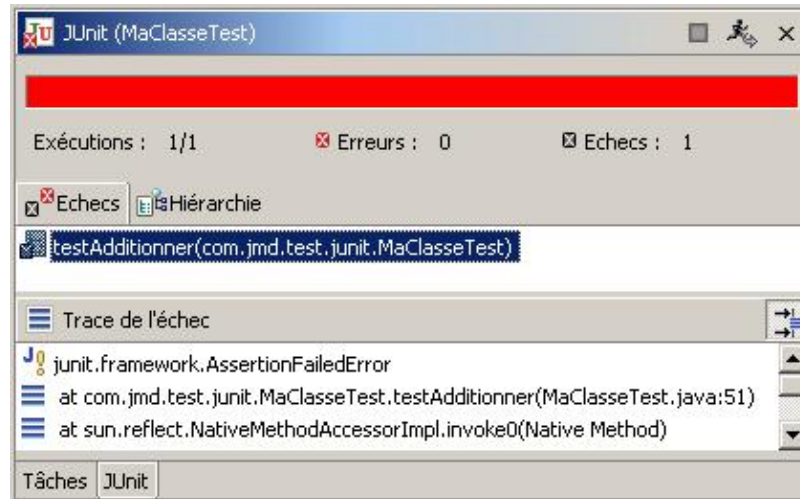 JUnit (MaClasseTest)
Exécutions : 1/1 Erreurs : 0 Echecs : 1
Echecs Hiérarchie
testAdditionner(com.jmd.test.junit.MaClasseTest)
Trace de l'échec
junit.framework.AssertionFailedError
at com.jmd.test.junit.MaClasseTest.testAdditionner(MaClasseTest.java:51)
at sun.reflect.NativeMethodAccessorImpl.invoke0(Native Method)
Tâches JUnit